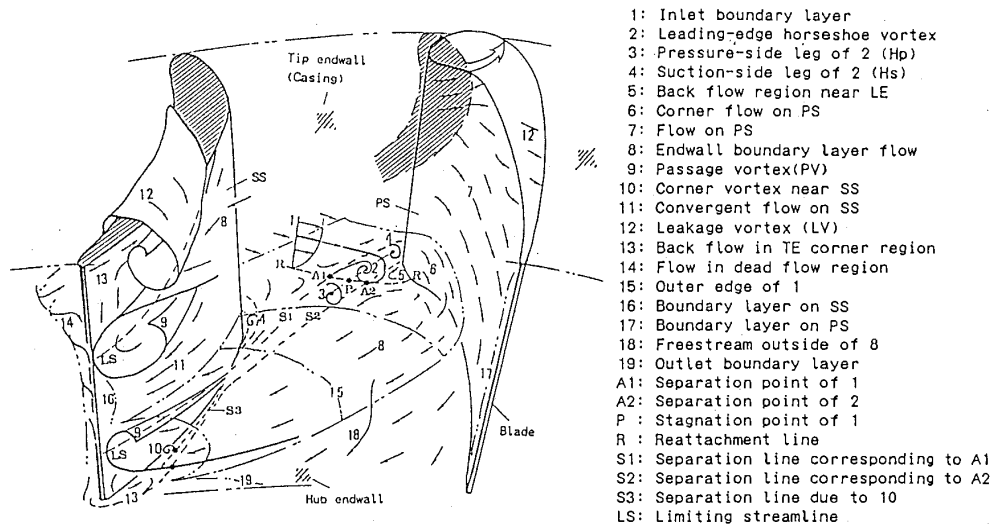 Tip endwall
(Casing)
12
SS
8
12
PS
7
1
4
6
13
R
A1
2
5
R
P
A2
3
14
9
S1
S2
LS
11
8
15
17
10
S3
9
18
Blade
LS
10
19
13
Hub endwall
1: Inlet boundary layer
2: Leading-edge horseshoe vortex
3: Pressure-side leg of 2 (Hp)
4: Suction-side leg of 2 (Hs)
5: Back flow region near LE
6: Corner flow on PS
7: Flow on PS
8: Endwall boundary layer flow
9: Passage vortex(PV)
10: Corner vortex near SS
11: Convergent flow on SS
12: Leakage vortex (LV)
13: Back flow in TE corner region
14: Flow in dead flow region
15: Outer edge of 1
16: Boundary layer on SS
17: Boundary layer on PS
18: Freestream outside of 8
19: Outlet boundary layer
A1: Separation point of 1
A2: Separation point of 2
P : Stagnation point of 1
R : Reattachment line
S1: Separation line corresponding to A1
S2: Separation line corresponding to A2
S3: Separation line due to 10
LS: Limiting streamline